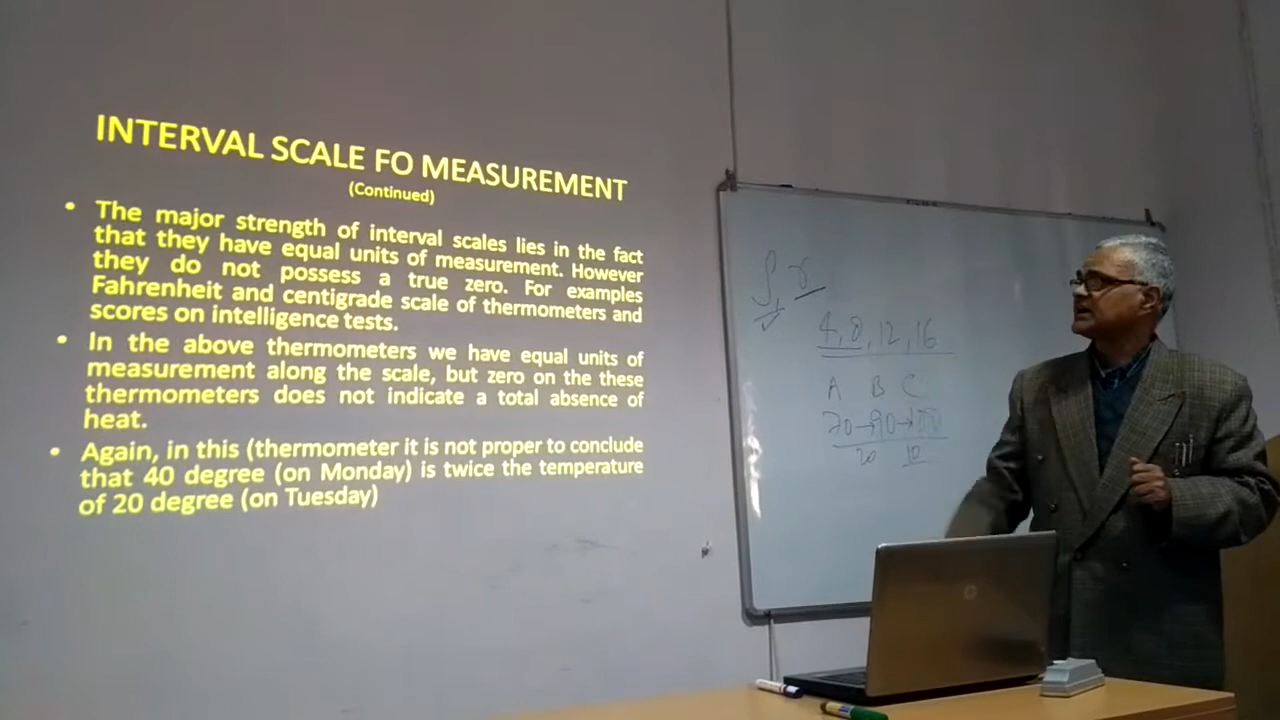 INTERVAL SCALE FO MEASUREMENT
(Continued)
• The major strength of interval scales lies in the fact
that they have equal units of measurement. However
they do not possess a true zero. For examples
Fahrenheit and centigrade scale of thermometers and
scores on intelligence tests.
• In the above thermometers we have equal units of
measurement along the scale, but zero on the these
thermometers does not indicate a total absence of
heat.
• Again, in this (thermometer it is not proper to conclude
that 40 degree (on Monday) is twice the temperature
of 20 degree (on Tuesday)
4, 8, 12, 16
A B C
20 10